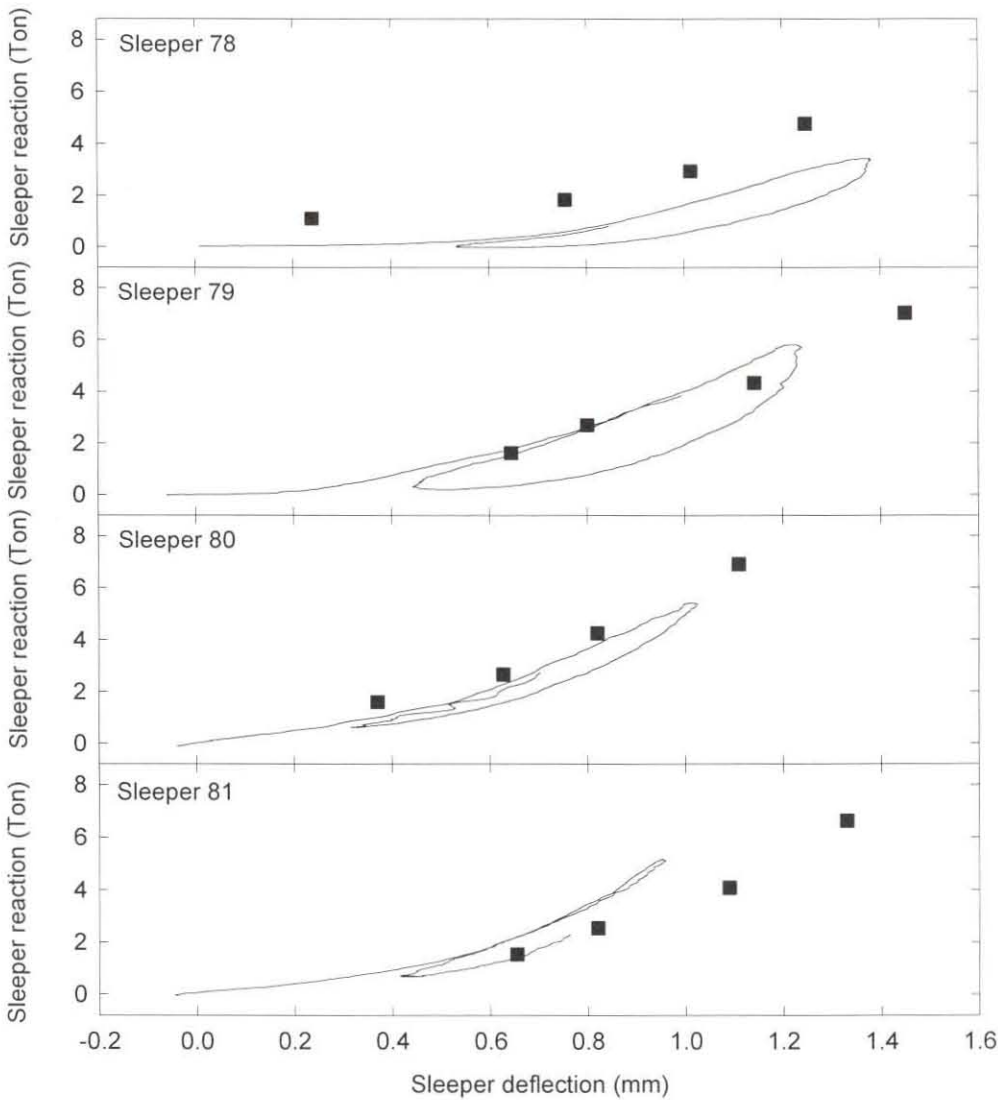 Sleeper reaction (Ton)
8
6
4
2
0
Sleeper 78
Sleeper reaction (Ton)
8
6
4
2
0
Sleeper 79
Sleeper reaction (Ton)
8
6
4
2
0
Sleeper 80
Sleeper reaction (Ton)
8
6
4
2
0
Sleeper 81
-0.2 0.0 0.2 0.4 0.6 0.8 1.0 1.2 1.4 1.6
Sleeper deflection (mm)